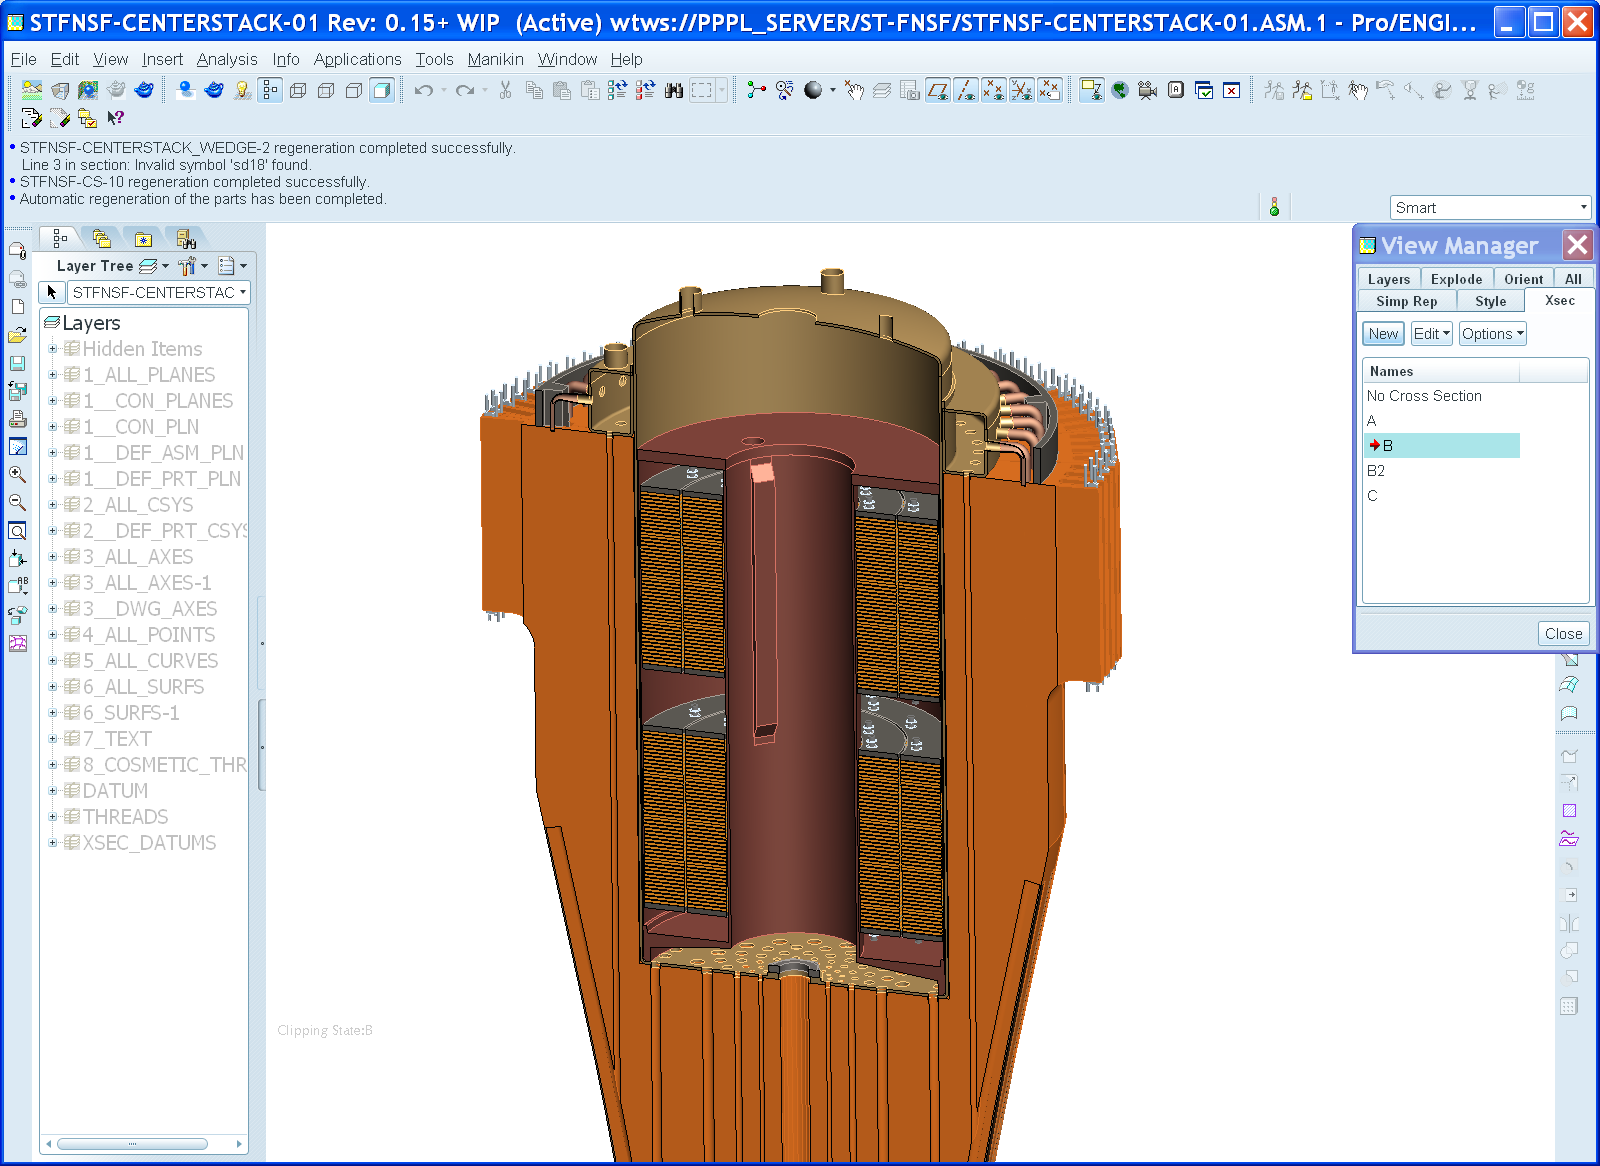 STFNSF-CENTERSTACK-01 Rev: 0.15+ WIP (Active) wtws://PPPL_SERVER/ST-FNSF/STFNSF-CENTERSTACK-01.ASM.1 - Pro/ENGI...
File Edit View Insert Analysis Info Applications Tools Manikin Window Help
STFNSF-CENTERSTACK_WEDGE-2 regeneration completed successfully.
Line 3 in section: Invalid symbol 'sd18' found.
STFNSF-CS-10 regeneration completed successfully.
Automatic regeneration of the parts has been completed.
Smart
Layer Tree
STFNSF-CENTERSTAC
Layers
Hidden Items
1_ALL_PLANES
1__CON_PLANES
1__CON_PLN
1__DEF_ASM_PLN
1__DEF_PRT_PLN
2_ALL_CSYS
2__DEF_PRT_CSYS
3_ALL_AXES
3_ALL_AXES-1
3__DWG_AXES
4_ALL_POINTS
5_ALL_CURVES
6_ALL_SURFS
6_SURFS-1
7_TEXT
8_COSMETIC_THR
DATUM
THREADS
XSEC_DATUMS
Clipping State:B
View Manager
Layers Explode Orient All
Simp Rep Style Xsec
New Edit Options
Names
No Cross Section
A
B
B2
C
Close